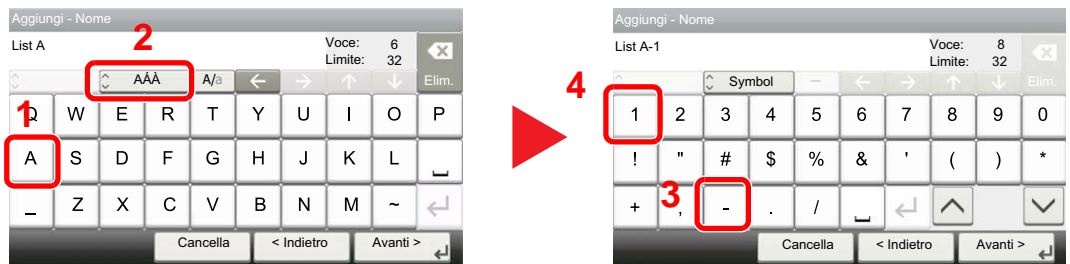 Aggiungi - Nome
List A
Voce: 6
Limite: 32
2
AÁÀ
A/a
Elim.
1
Q W E R T Y U I O P
A S D F G H J K L
_ Z X C V B N M ~
Cancella
< Indietro
Avanti >
Aggiungi - Nome
List A-1
Voce: 8
Limite: 32
Symbol
Elim.
4
1 2 3 4 5 6 7 8 9 0
! " # $ % & ' ( ) *
3
+ , - . /
Cancella
< Indietro
Avanti >